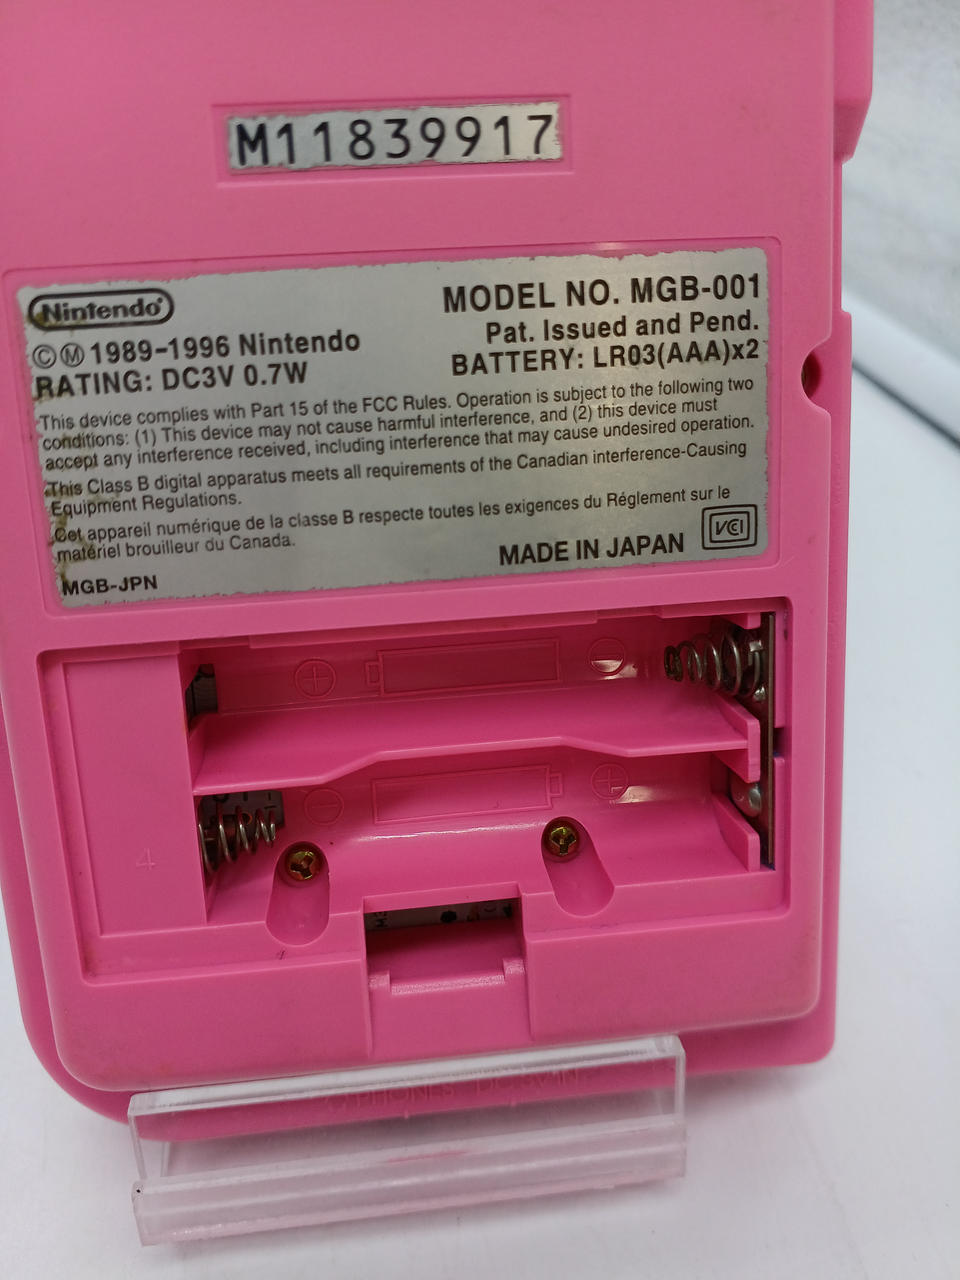 M11839917
Nintendo®
MODEL NO. MGB-001
ⒸⓂ 1989-1996 Nintendo
Pat. Issued and Pend.
RATING: DC3V 0.7W
BATTERY: LR03(AAA)x2
This device complies with Part 15 of the FCC Rules. Operation is subject to the following two
conditions: (1) This device may not cause harmful interference, and (2) this device must
accept any interference received, including interference that may cause undesired operation.
This Class B digital apparatus meets all requirements of the Canadian interference-Causing
Equipment Regulations.
Cet appareil numérique de la classe B respecte toutes les exigences du Réglement sur le
matériel brouilleur du Canada.
MADE IN JAPAN
VCI
MGB-JPN
+ -
- +
4
PHONES DC3V IN